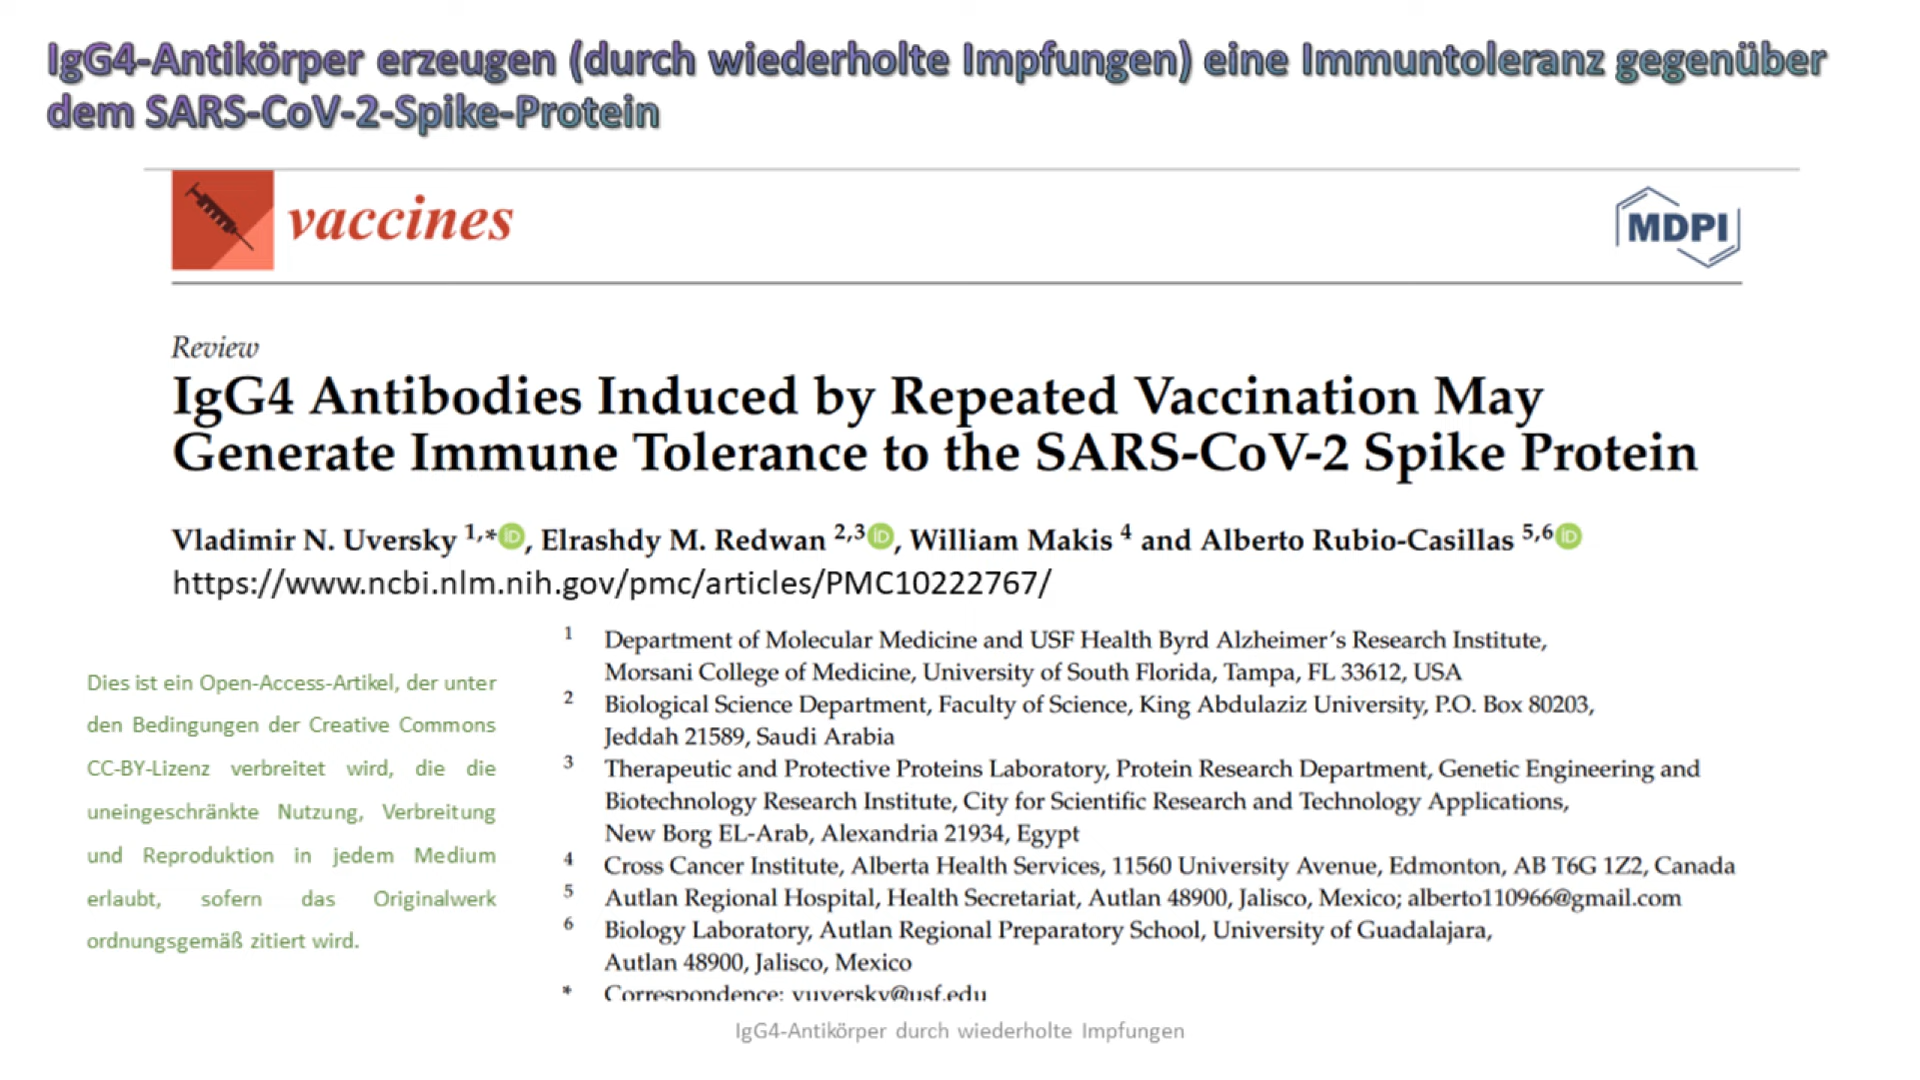 IgG4-Antikörper erzeugen (durch wiederholte Impfungen) eine Immuntoleranz gegenüber
dem SARS-CoV-2-Spike-Protein
vaccines
MDPI
Review
IgG4 Antibodies Induced by Repeated Vaccination May
Generate Immune Tolerance to the SARS-CoV-2 Spike Protein
Vladimir N. Uversky 1,* iD, Elrashdy M. Redwan 2,3 iD, William Makis 4 and Alberto Rubio-Casillas 5,6 iD
https://www.ncbi.nlm.nih.gov/pmc/articles/PMC10222767/
Dies ist ein Open-Access-Artikel, der unter
den Bedingungen der Creative Commons
CC-BY-Lizenz verbreitet wird, die die
uneingeschränkte Nutzung, Verbreitung
und Reproduktion in jedem Medium
erlaubt, sofern das Originalwerk
ordnungsgemäß zitiert wird.
1 Department of Molecular Medicine and USF Health Byrd Alzheimer's Research Institute,
Morsani College of Medicine, University of South Florida, Tampa, FL 33612, USA
2 Biological Science Department, Faculty of Science, King Abdulaziz University, P.O. Box 80203,
Jeddah 21589, Saudi Arabia
3 Therapeutic and Protective Proteins Laboratory, Protein Research Department, Genetic Engineering and
Biotechnology Research Institute, City for Scientific Research and Technology Applications,
New Borg EL-Arab, Alexandria 21934, Egypt
4 Cross Cancer Institute, Alberta Health Services, 11560 University Avenue, Edmonton, AB T6G 1Z2, Canada
5 Autlan Regional Hospital, Health Secretariat, Autlan 48900, Jalisco, Mexico; alberto110966@gmail.com
6 Biology Laboratory, Autlan Regional Preparatory School, University of Guadalajara,
Autlan 48900, Jalisco, Mexico
* Correspondence: vuversky@usf.edu
IgG4-Antikörper durch wiederholte Impfungen